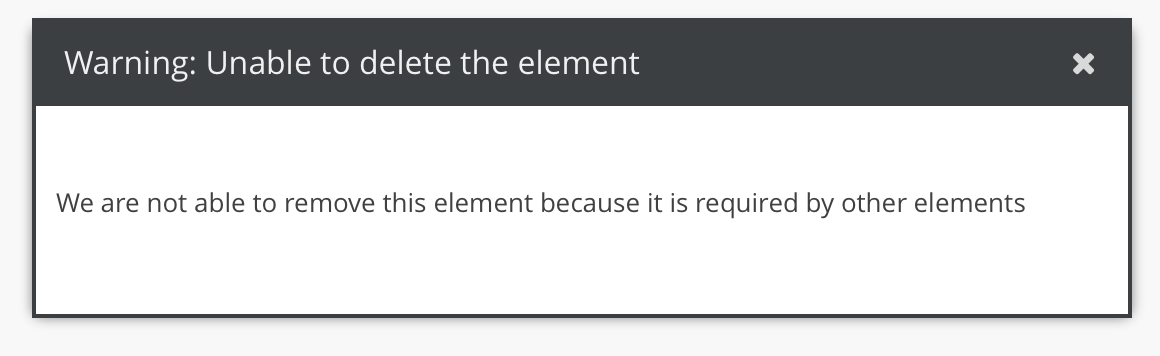 Warning: Unable to delete the element
We are not able to remove this element because it is required by other elements